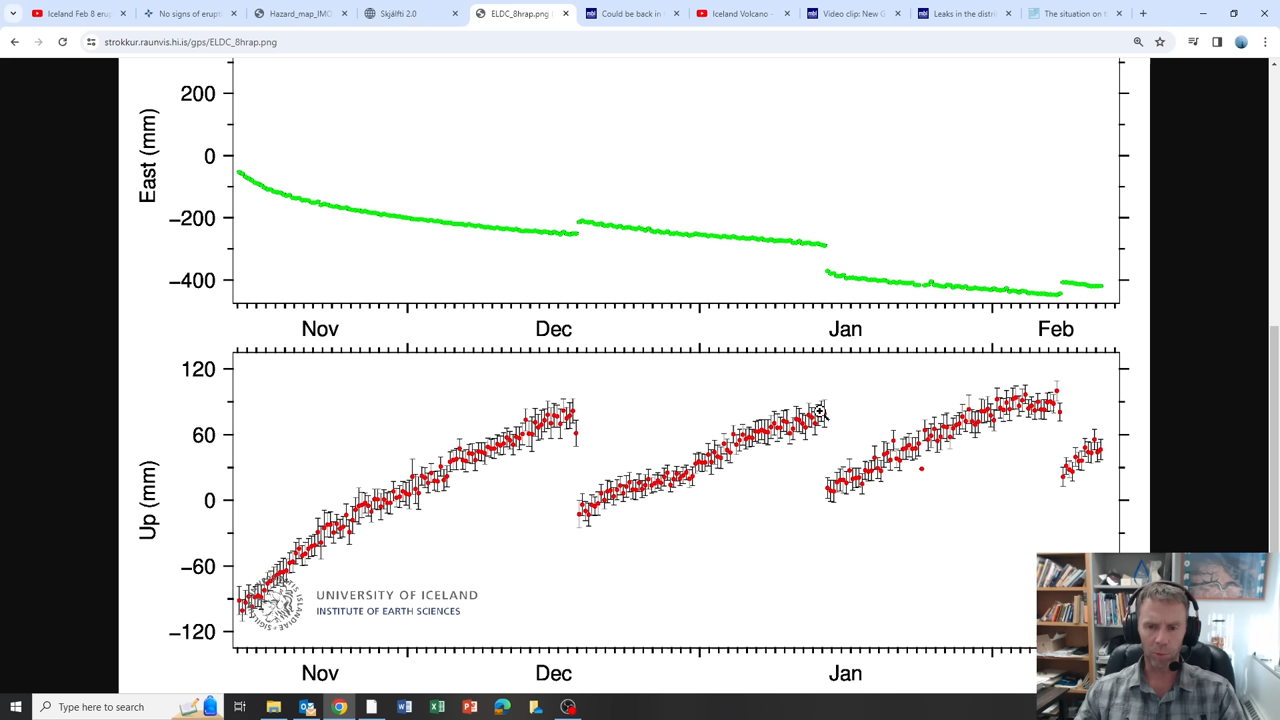 Iceland Feb 8 erup
No signs of erupti
Hazard_map_IMO
Skjálfti 2.0
ELDC_8hrap.png (
Could be back in
Iceland Volcano -
Video clip: New G
Leaks in the distri
The situation on t
strokkur.raunvis.hi.is/gps/ELDC_8hrap.png
East (mm)
200
0
−200
−400
Nov
Dec
Jan
Feb
Up (mm)
120
60
0
−60
−120
UNIVERSITY OF ICELAND
INSTITUTE OF EARTH SCIENCES
Nov
Dec
Jan
Type here to search